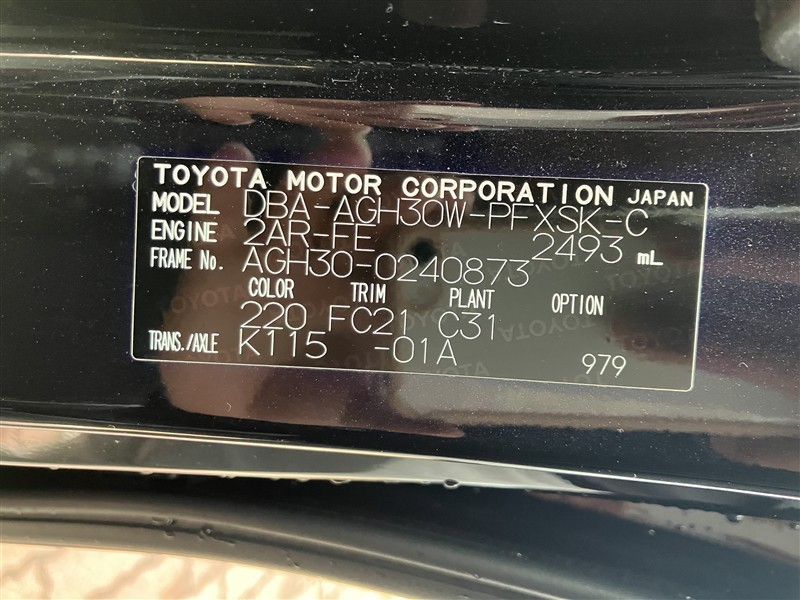 TOYOTA MOTOR CORPORATION JAPAN
MODEL DBA-AGH30W-PFXSK-C
ENGINE 2AR-FE 2493 mL
FRAME No. AGH30-0240873
COLOR TRIM PLANT OPTION
220 FC21 C31
TRANS./AXLE K115 -01A 979